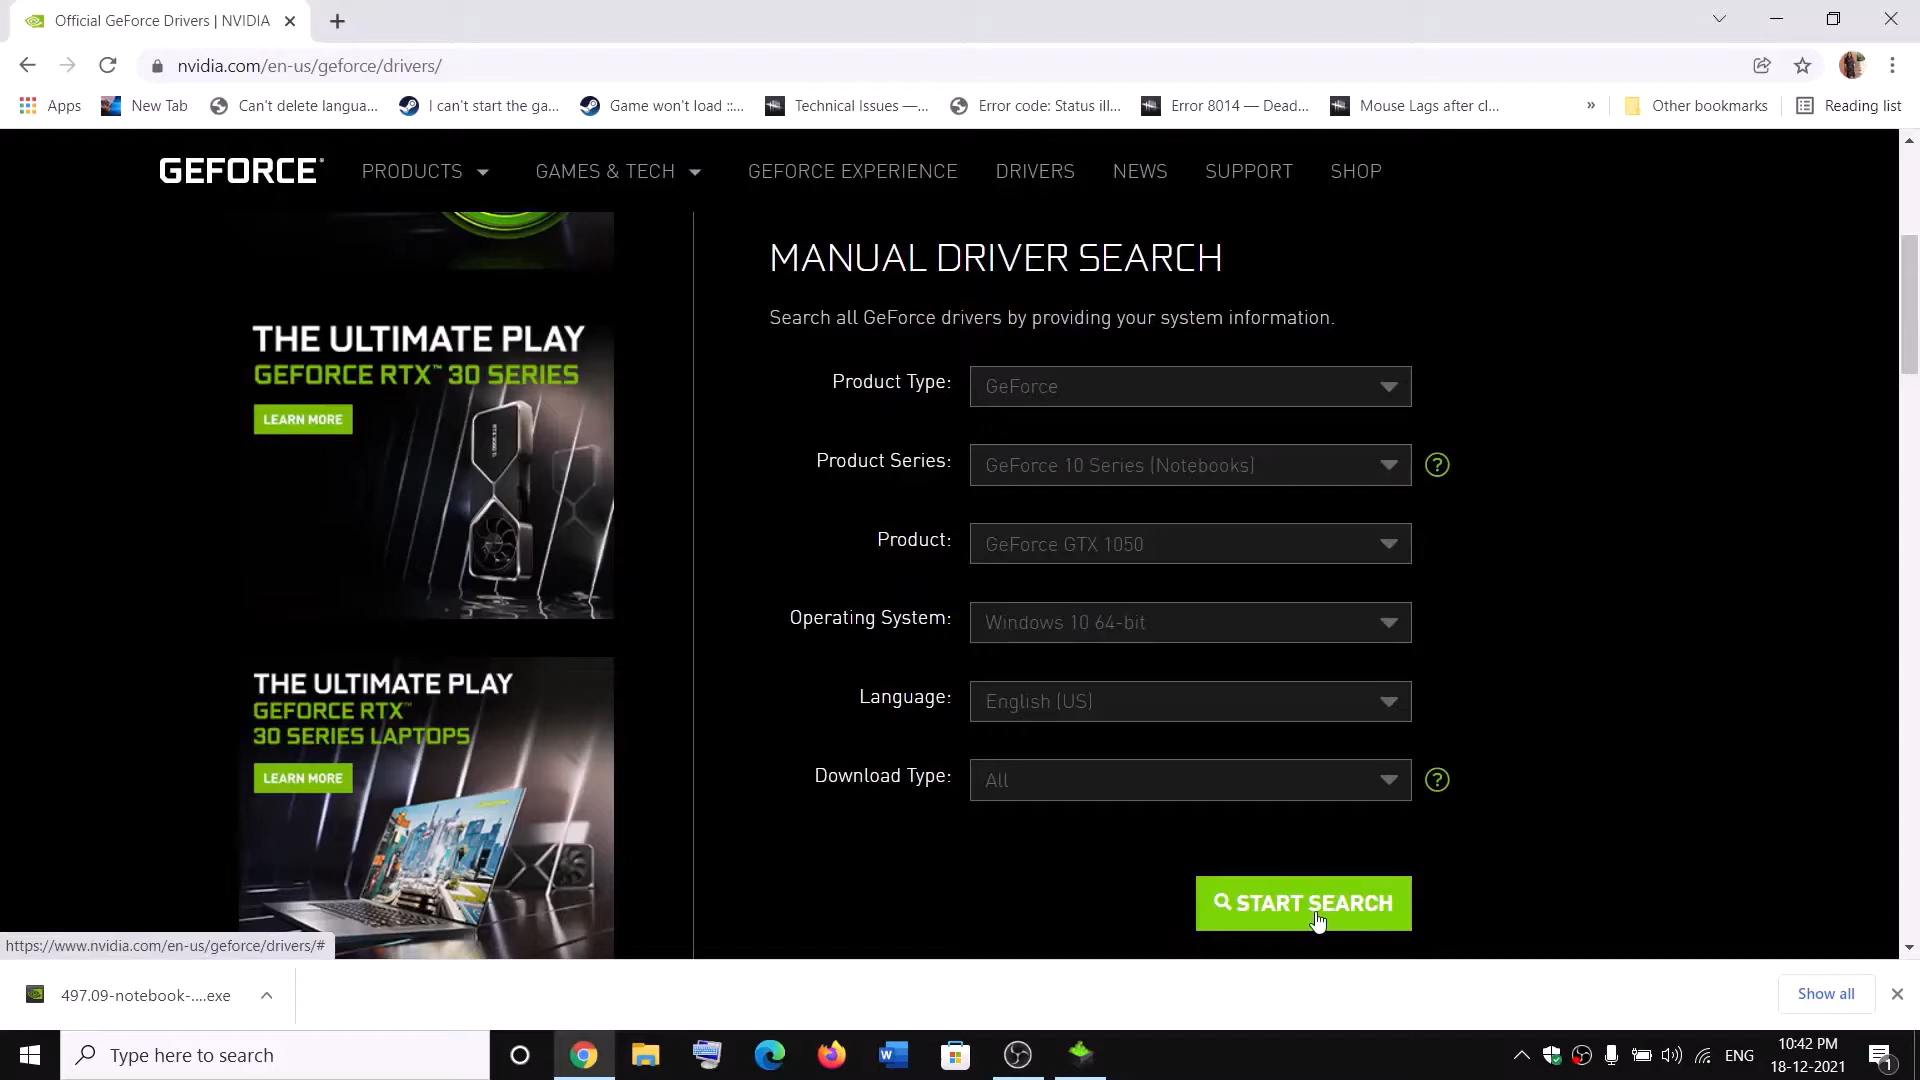 Official GeForce Drivers | NVIDIA
nvidia.com/en-us/geforce/drivers/
Apps
New Tab
Can't delete langua...
I can't start the ga...
Game won't load ::...
Technical Issues —...
Error code: Status ill...
Error 8014 — Dead...
Mouse Lags after cl...
»
Other bookmarks
Reading list
GEFORCE
PRODUCTS
GAMES & TECH
GEFORCE EXPERIENCE
DRIVERS
NEWS
SUPPORT
SHOP
THE ULTIMATE PLAY
GEFORCE RTX™ 30 SERIES
LEARN MORE
THE ULTIMATE PLAY
GEFORCE RTX™
30 SERIES LAPTOPS
LEARN MORE
MANUAL DRIVER SEARCH
Search all GeForce drivers by providing your system information.
Product Type: GeForce
Product Series: GeForce 10 Series (Notebooks) ?
Product: GeForce GTX 1050
Operating System: Windows 10 64-bit
Language: English (US)
Download Type: All ?
START SEARCH
https://www.nvidia.com/en-us/geforce/drivers/#
497.09-notebook-....exe
Show all
Type here to search
ENG
10:42 PM
18-12-2021
1